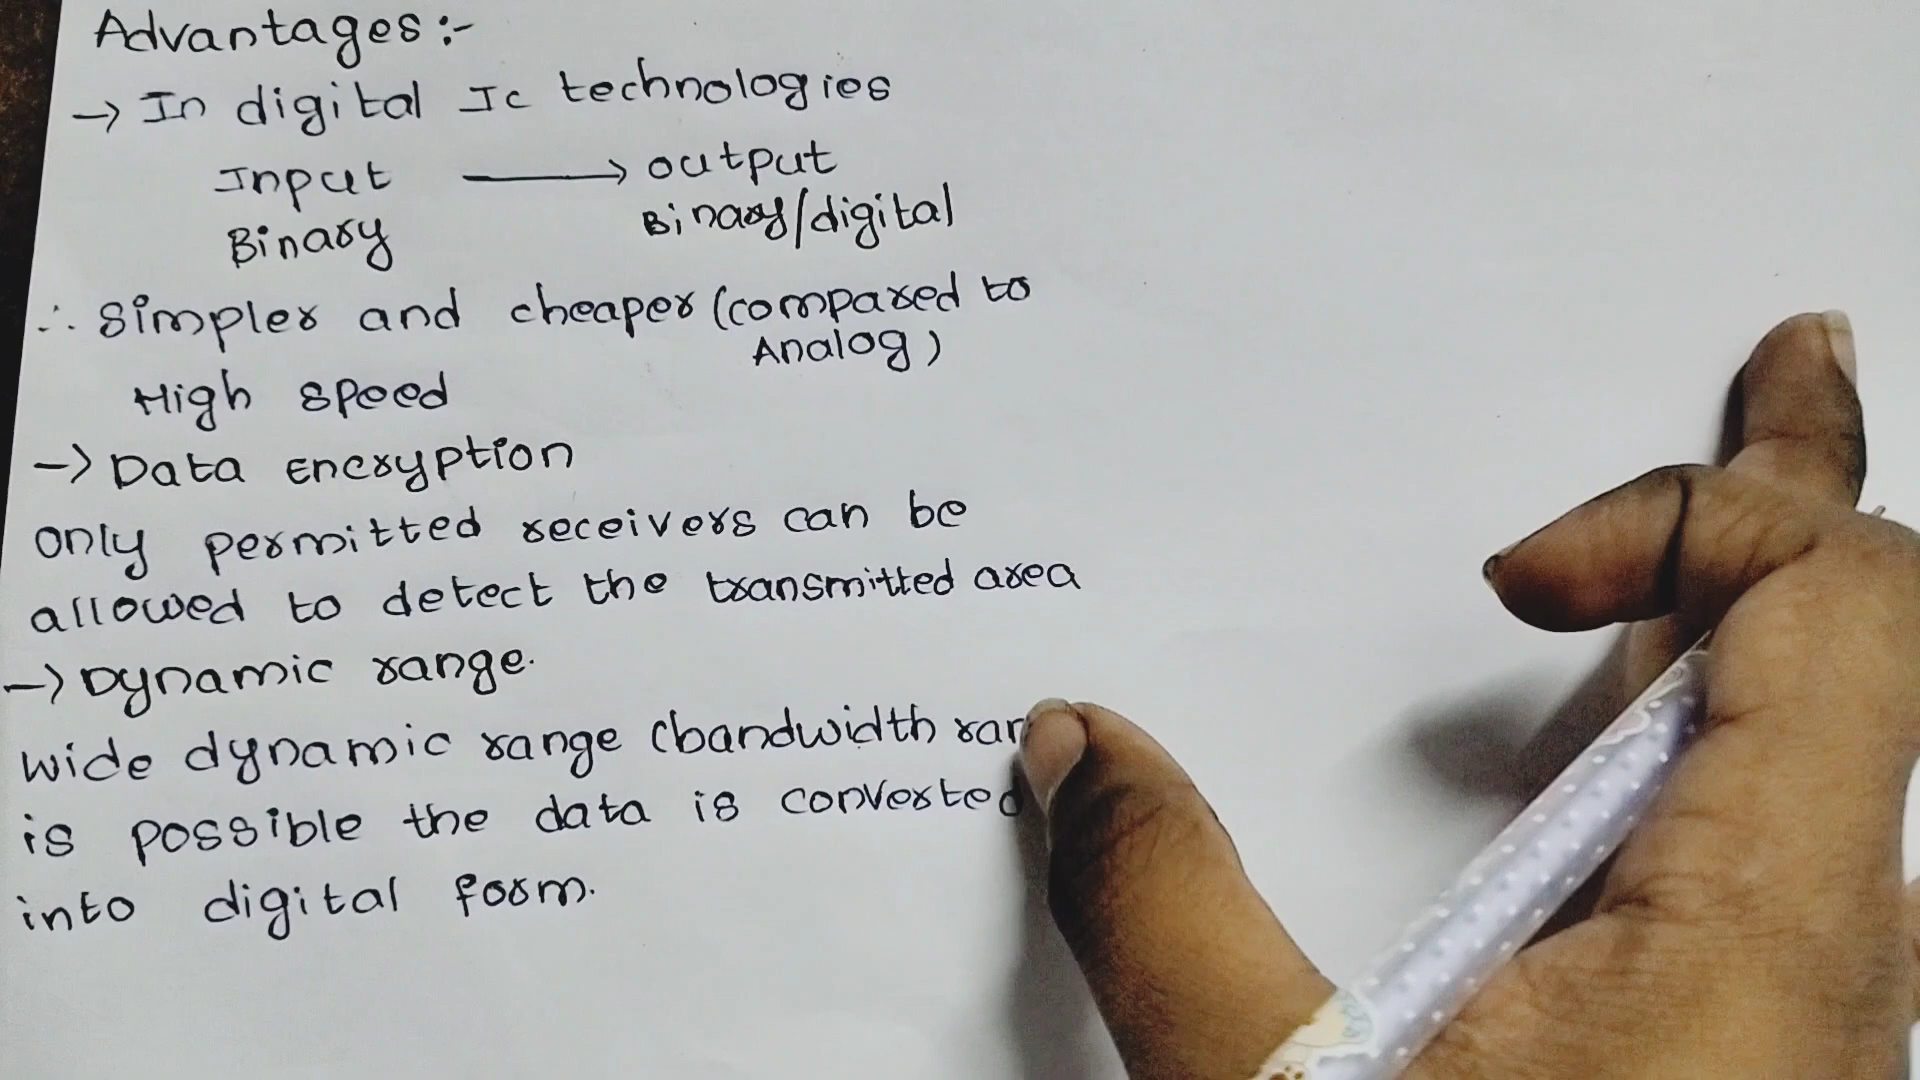 Advantages :-
→ In digital Ic technologies
Input → output
Binary Binary/digital
∴ Simpler and cheaper (compared to
Analog)
High speed
→ Data Encryption
only permitted receivers can be
allowed to detect the transmitted area
→ Dynamic range.
wide dynamic range (bandwidth
is possible the data is converted
into digital form.